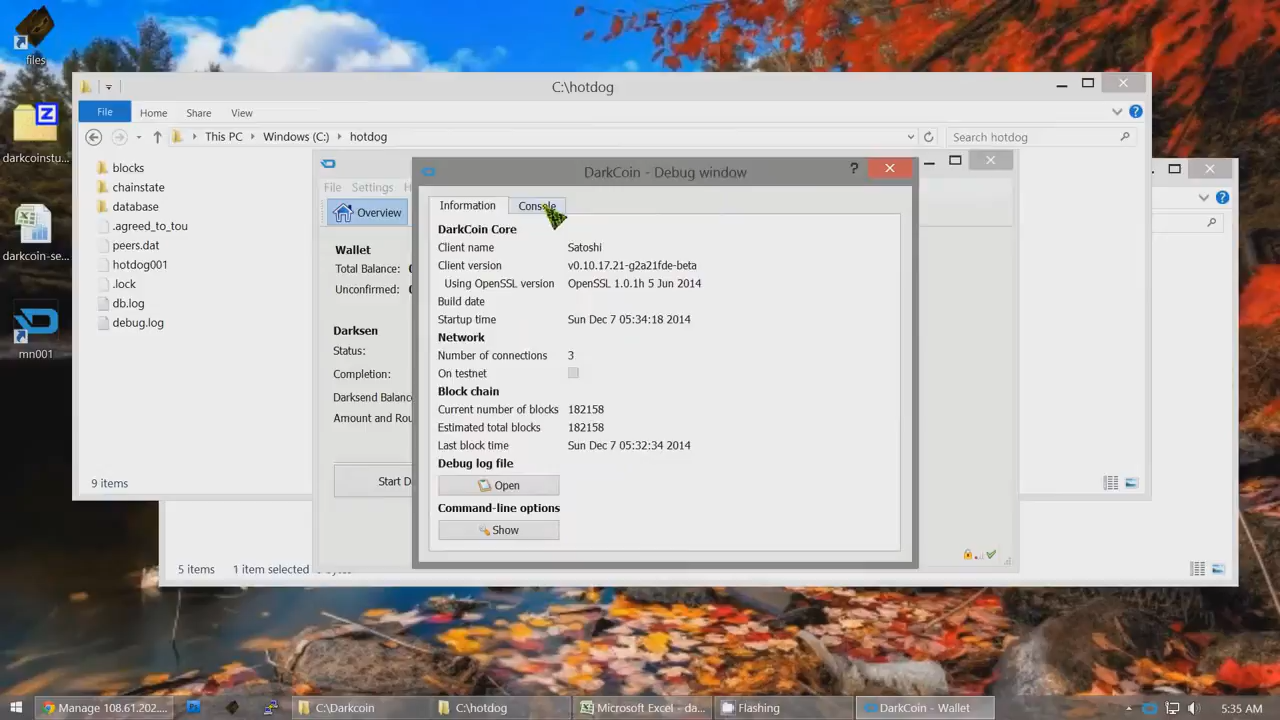 files
darkcoinstu...
darkcoin-se...
mn001
C:\hotdog
File Home Share View
This PC Windows (C:) hotdog
Search hotdog
blocks
chainstate
database
.agreed_to_tou
peers.dat
hotdog001
.lock
db.log
debug.log
9 items
5 items 1 item selected
File Settings H
Overview
Wallet
Total Balance:
Unconfirmed:
Darksen
Status:
Completion:
Darksend Balanc
Amount and Rou
Start D
DarkCoin - Debug window
Information Console
DarkCoin Core
Client name Satoshi
Client version v0.10.17.21-g2a21fde-beta
Using OpenSSL version OpenSSL 1.0.1h 5 Jun 2014
Build date
Startup time Sun Dec 7 05:34:18 2014
Network
Number of connections 3
On testnet
Block chain
Current number of blocks 182158
Estimated total blocks 182158
Last block time Sun Dec 7 05:32:34 2014
Debug log file
Open
Command-line options
Show
Manage 108.61.202.... C:\Darkcoin C:\hotdog Microsoft Excel - da... Flashing DarkCoin - Wallet 5:35 AM